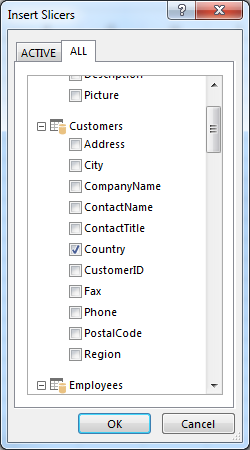 Insert Slicers
ACTIVE ALL
Description
Picture
Customers
Address
City
CompanyName
ContactName
ContactTitle
Country
CustomerID
Fax
Phone
PostalCode
Region
Employees
OK Cancel